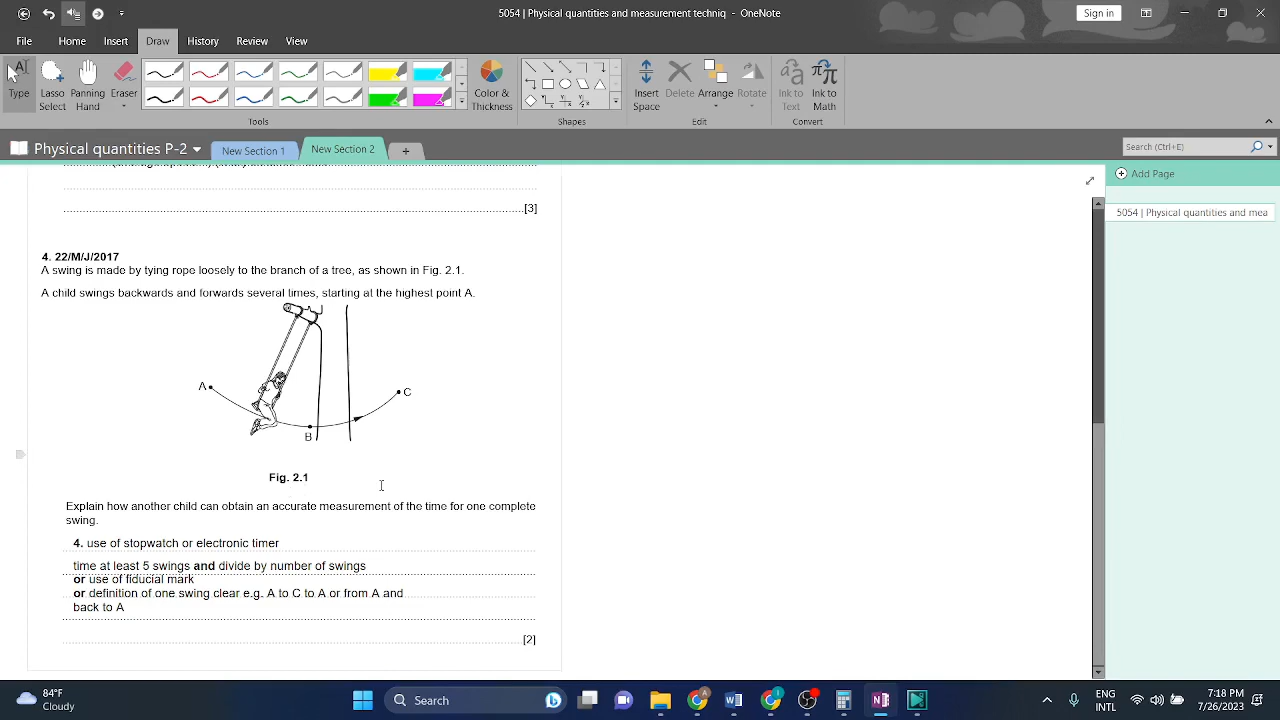 5054 | Physical quantities and measurement techniq - OneNote
Sign in
File Home Insert Draw History Review View
Type
Lasso Select
Panning Hand
Eraser
Color & Thickness
Insert Space
Delete
Arrange
Rotate
Ink to Text
Ink to Math
Tools
Shapes
Edit
Convert
Physical quantities P-2
New Section 1
New Section 2
Search (Ctrl+E)
Add Page
5054 | Physical quantities and mea
[3]
4. 22/M/J/2017
A swing is made by tying rope loosely to the branch of a tree, as shown in Fig. 2.1.
A child swings backwards and forwards several times, starting at the highest point A.
A
C
B
Fig. 2.1
Explain how another child can obtain an accurate measurement of the time for one complete
swing.
4. use of stopwatch or electronic timer
time at least 5 swings and divide by number of swings
or use of fiducial mark
or definition of one swing clear e.g. A to C to A or from A and
back to A
[2]
84°F
Cloudy
Search
ENG
INTL
7:18 PM
7/26/2023